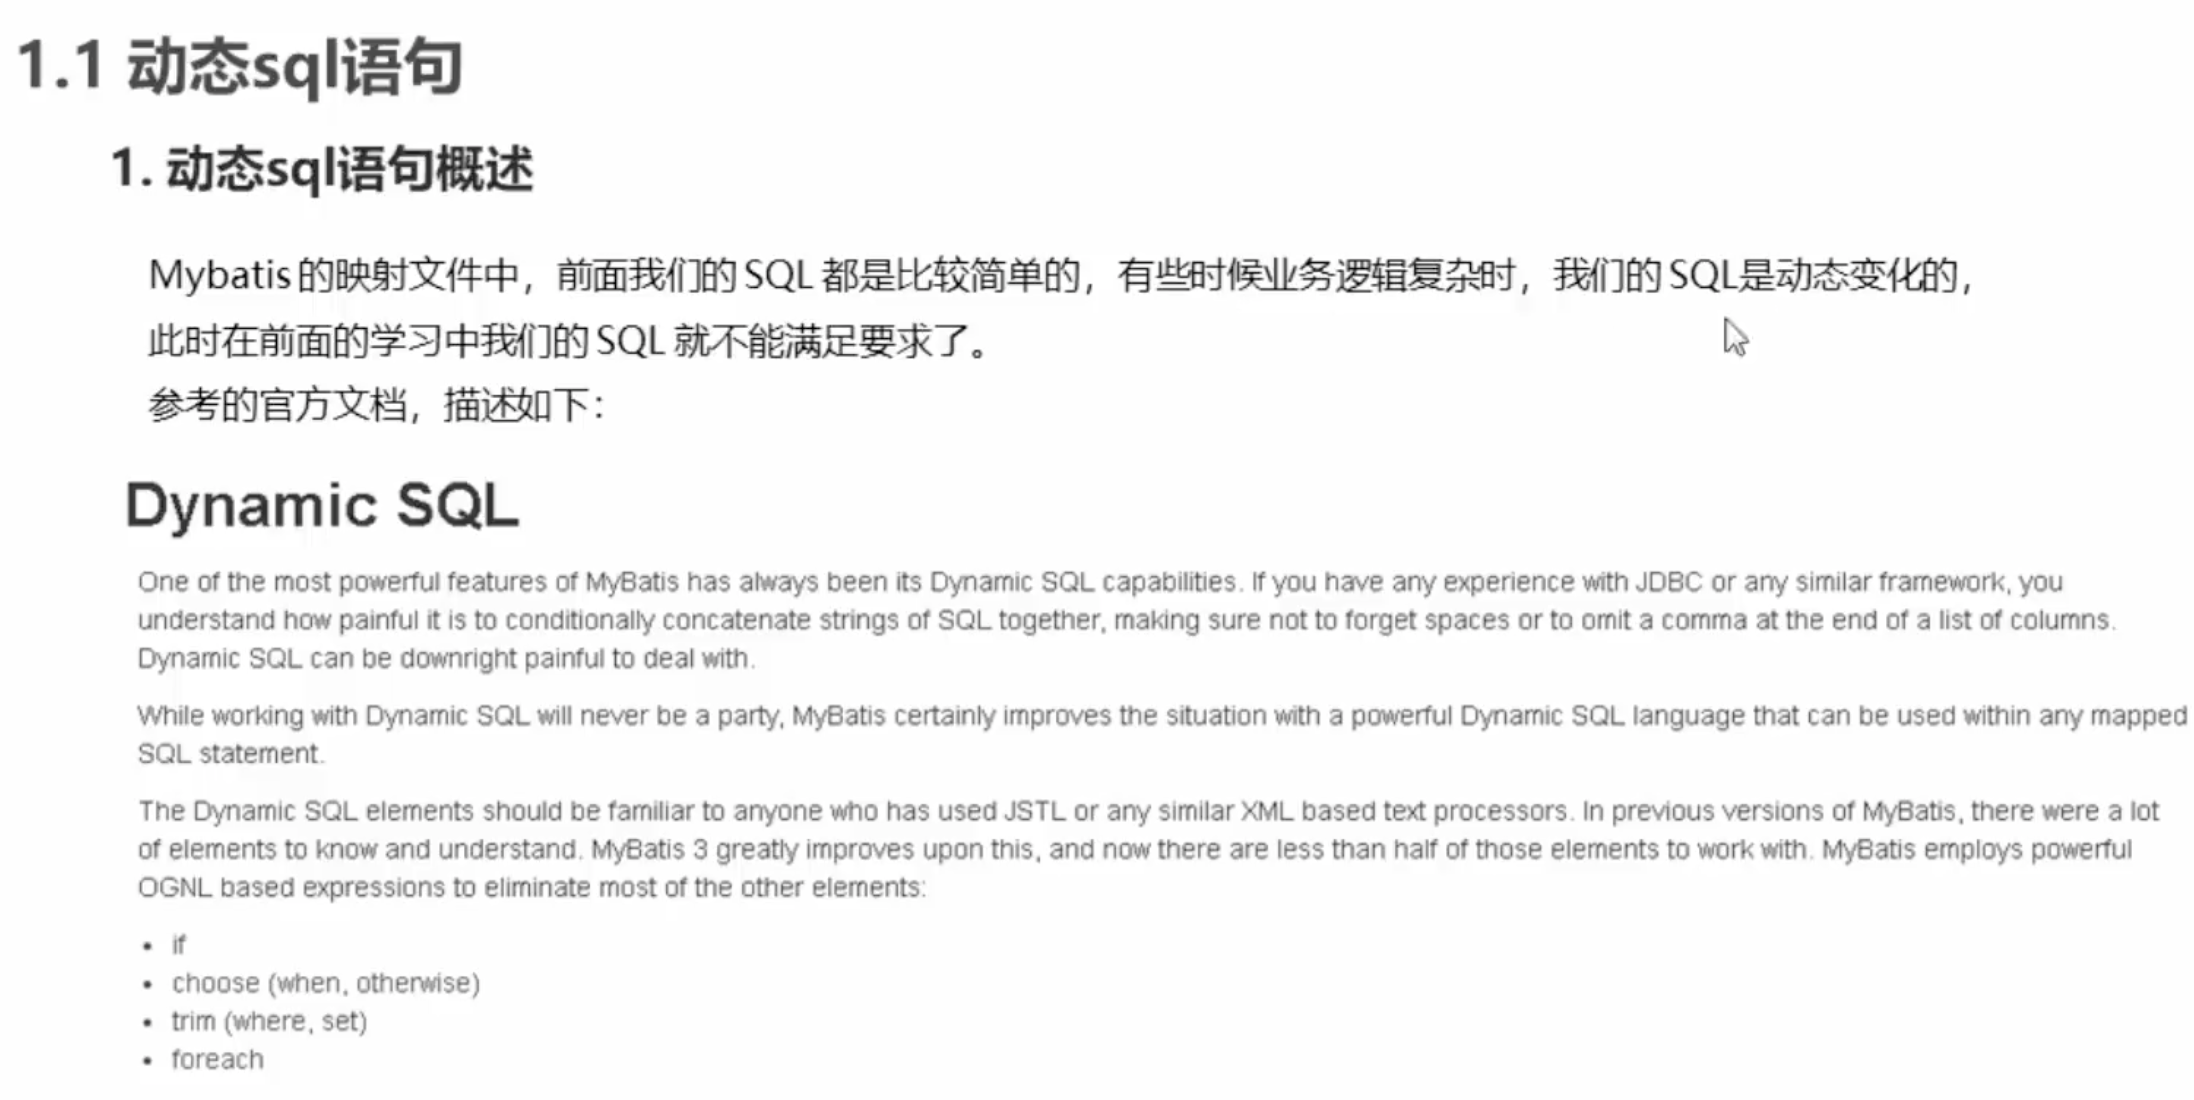 1.1 动态sql语句
1. 动态sql语句概述
Mybatis 的映射文件中，前面我们的 SQL 都是比较简单的，有些时候业务逻辑复杂时，我们的 SQL是动态变化的，
此时在前面的学习中我们的 SQL 就不能满足要求了。
参考的官方文档，描述如下：
Dynamic SQL
One of the most powerful features of MyBatis has always been its Dynamic SQL capabilities. If you have any experience with JDBC or any similar framework, you
understand how painful it is to conditionally concatenate strings of SQL together, making sure not to forget spaces or to omit a comma at the end of a list of columns.
Dynamic SQL can be downright painful to deal with.
While working with Dynamic SQL will never be a party, MyBatis certainly improves the situation with a powerful Dynamic SQL language that can be used within any mapped
SQL statement.
The Dynamic SQL elements should be familiar to anyone who has used JSTL or any similar XML based text processors. In previous versions of MyBatis, there were a lot
of elements to know and understand. MyBatis 3 greatly improves upon this, and now there are less than half of those elements to work with. MyBatis employs powerful
OGNL based expressions to eliminate most of the other elements:
• if
• choose (when, otherwise)
• trim (where, set)
• foreach